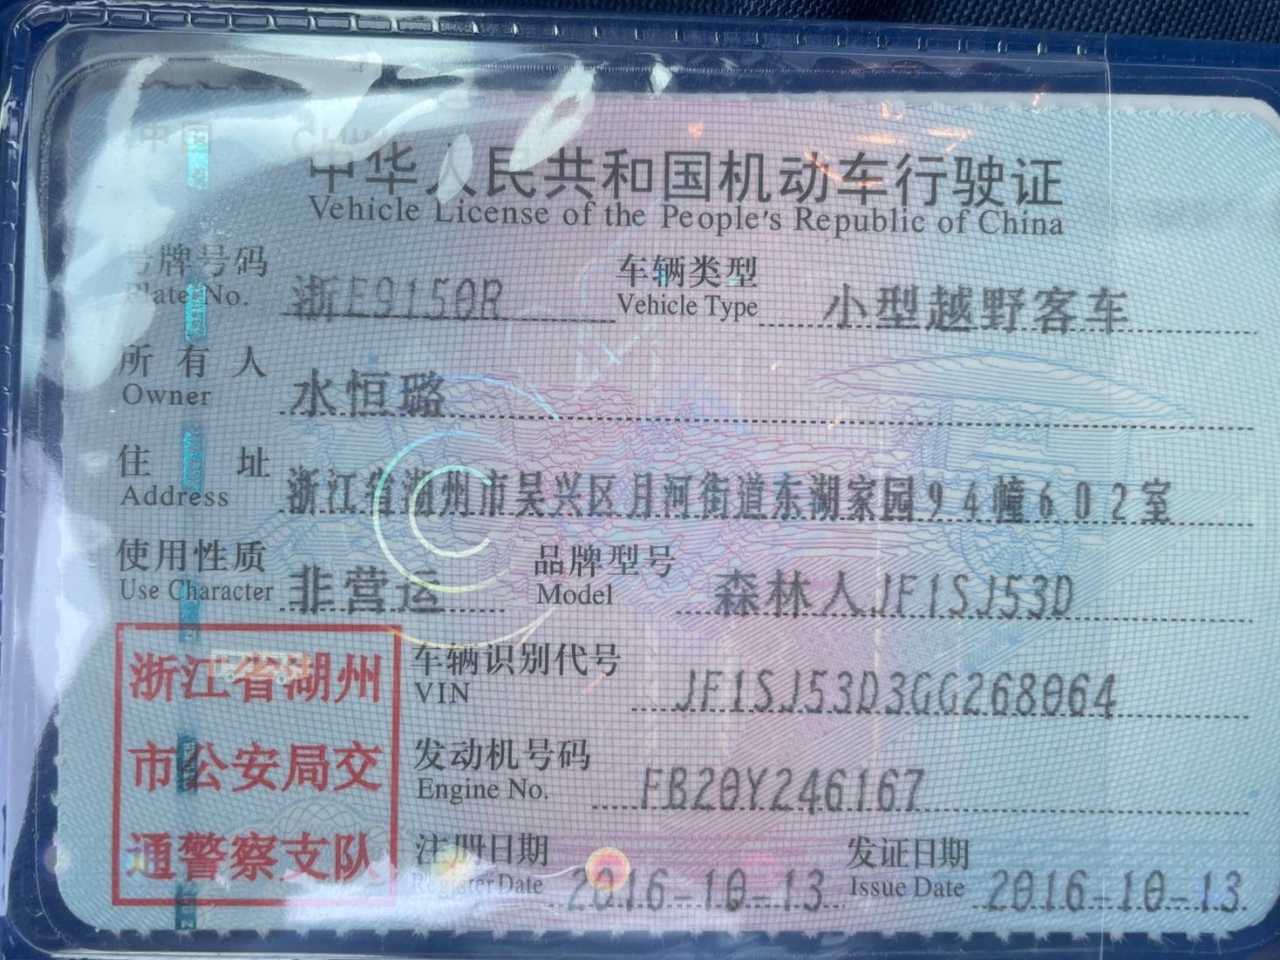 中国 CHINA
中华人民共和国机动车行驶证
Vehicle License of the People's Republic of China
号牌号码 浙E9150R 车辆类型 小型越野客车
Plate No. Vehicle Type
所有人 水恒璐
Owner
住址 浙江省湖州市吴兴区月河街道东湖家园94幢602室
Address
使用性质 非营运 品牌型号 森林人JF1SJ53D
Use Character Model
浙江省湖州
市公安局交
通警察支队
车辆识别代号 JF1SJ53D3GG268064
VIN
发动机号码 FB20Y246167
Engine No.
注册日期 2016-10-13 发证日期 2016-10-13
Register Date Issue Date